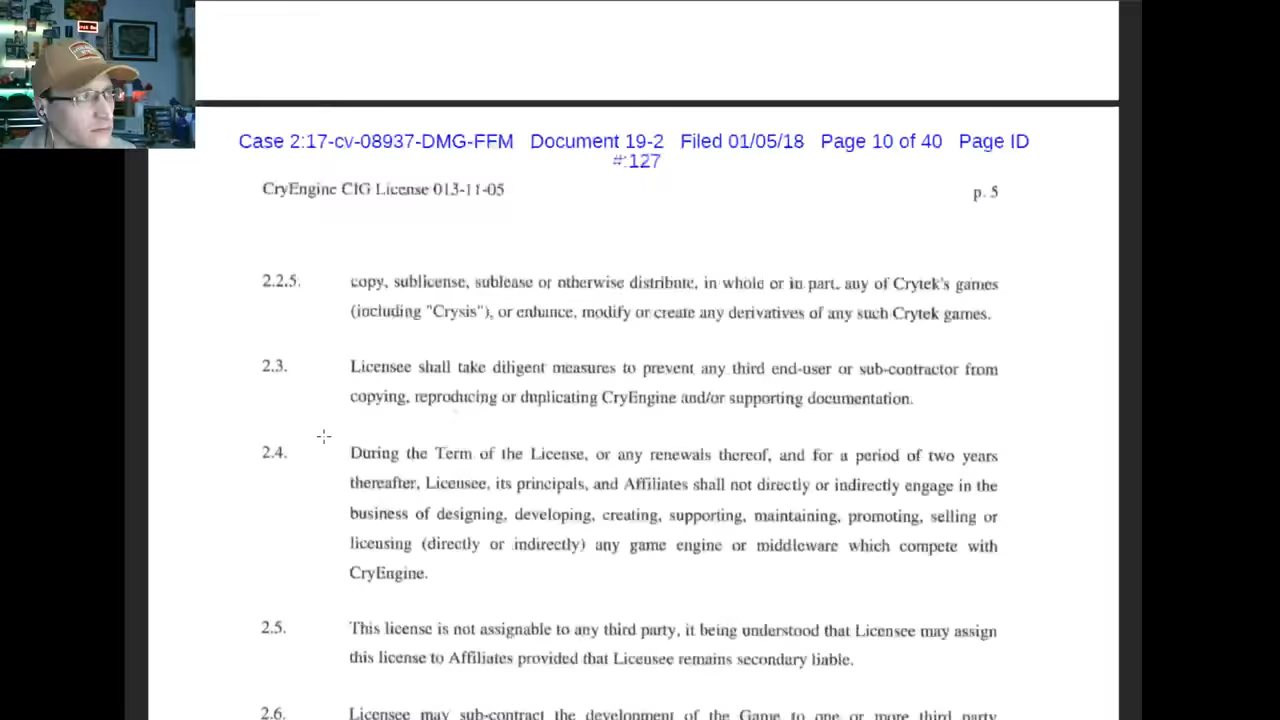 Case 2:17-cv-08937-DMG-FFM Document 19-2 Filed 01/05/18 Page 10 of 40 Page ID
#:127
CryEngine CIG License 013-11-05 p. 5
2.2.5. copy, sublicense, sublease or otherwise distribute, in whole or in part, any of Crytek's games
(including "Crysis"), or enhance, modify or create any derivatives of any such Crytek games.
2.3. Licensee shall take diligent measures to prevent any third end-user or sub-contractor from
copying, reproducing or duplicating CryEngine and/or supporting documentation.
2.4. During the Term of the License, or any renewals thereof, and for a period of two years
thereafter, Licensee, its principals, and Affiliates shall not directly or indirectly engage in the
business of designing, developing, creating, supporting, maintaining, promoting, selling or
licensing (directly or indirectly) any game engine or middleware which compete with
CryEngine.
2.5. This license is not assignable to any third party, it being understood that Licensee may assign
this license to Affiliates provided that Licensee remains secondary liable.
2.6. Licensee may sub-contract the development of the Game to one or more third party